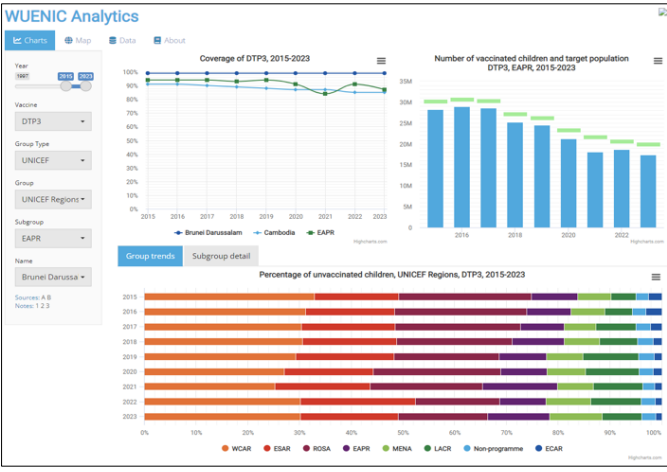 WUENIC Analytics
Charts
Map
Data
About
Year
1997
2015
2023
Vaccine
DTP3
Group Type
UNICEF
Group
UNICEF Regions
Subgroup
EAPR
Name
Brunei Darussa
Sources: A B
Notes: 1 2 3
Coverage of DTP3, 2015-2023
100%
90%
80%
70%
60%
50%
40%
30%
20%
10%
0%
2015 2016 2017 2018 2019 2020 2021 2022 2023
Brunei Darussalam Cambodia EAPR
Highcharts.com
Number of vaccinated children and target population
DTP3, EAPR, 2015-2023
35M
30M
25M
20M
15M
10M
5M
0
2016 2018 2020 2022
Highcharts.com
Group trends
Subgroup detail
Percentage of unvaccinated children, UNICEF Regions, DTP3, 2015-2023
2015
2016
2017
2018
2019
2020
2021
2022
2023
0% 10% 20% 30% 40% 50% 60% 70% 80% 90% 100%
WCAR ESAR ROSA EAPR MENA LACR Non-programme ECAR
Highcharts.com